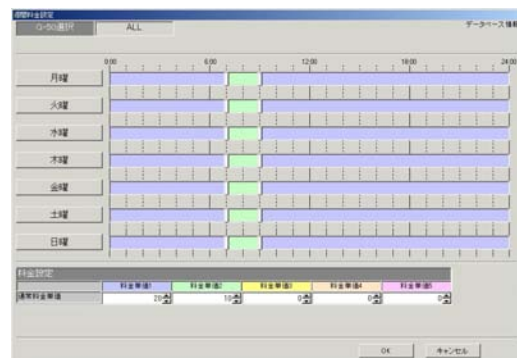 週間料金設定
G-50選択 ALL データベース情報
0:00 6:00 12:00 18:00 24:00
月曜
火曜
水曜
木曜
金曜
土曜
日曜
料金設定
料金単価1 料金単価2 料金単価3 料金単価4 料金単価5
通常料金単価 20 10 0 0 0
OK キャンセル